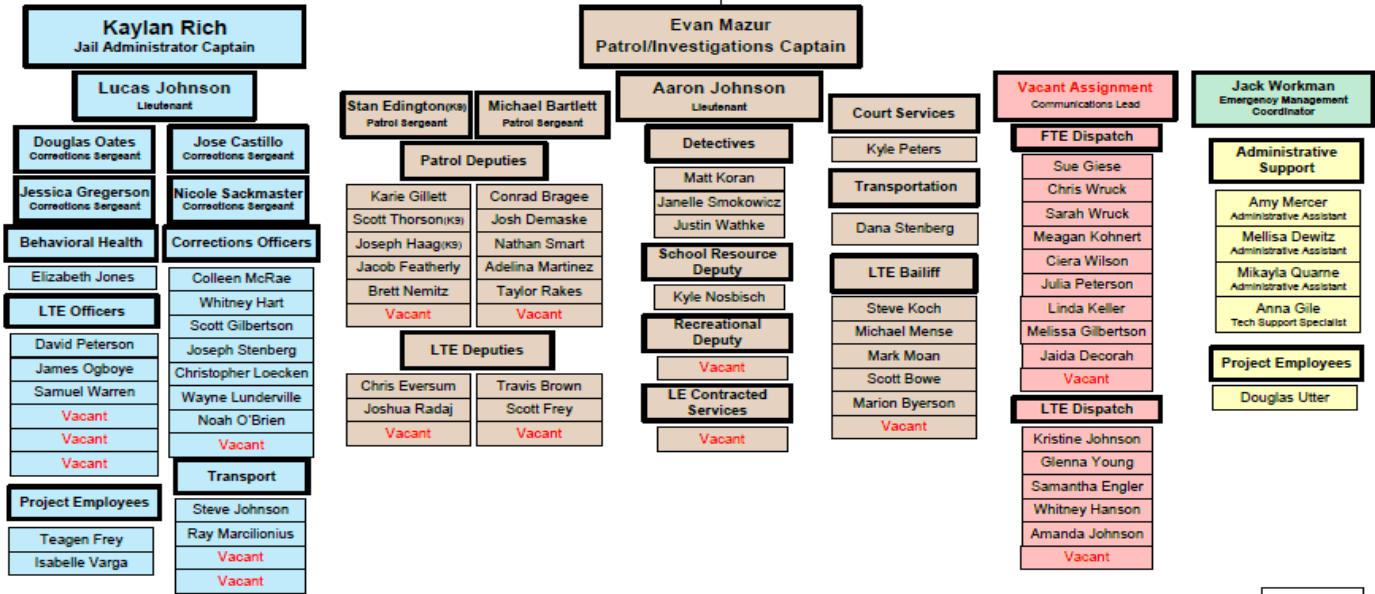 Kaylan Rich
Jail Administrator Captain
Lucas Johnson
Lieutenant
Douglas Oates
Corrections Sergeant
Jose Castillo
Corrections Sergeant
Jessica Gregerson
Corrections Sergeant
Nicole Sackmaster
Corrections Sergeant
Behavioral Health
Elizabeth Jones
LTE Officers
David Peterson
James Ogboye
Samuel Warren
Vacant
Vacant
Vacant
Project Employees
Teagen Frey
Isabelle Varga
Corrections Officers
Colleen McRae
Whitney Hart
Scott Gilbertson
Joseph Stenberg
Christopher Loecken
Wayne Lunderville
Noah O'Brien
Vacant
Transport
Steve Johnson
Ray Marcilionius
Vacant
Vacant
Evan Mazur
Patrol/Investigations Captain
Stan Edington(K9)
Patrol Sergeant
Michael Bartlett
Patrol Sergeant
Patrol Deputies
Karie Gillett
Scott Thorson(K9)
Joseph Haag(K9)
Jacob Featherly
Brett Nemitz
Vacant
Conrad Bragee
Josh Demaske
Nathan Smart
Adelina Martinez
Taylor Rakes
Vacant
LTE Deputies
Chris Eversum
Joshua Radaj
Vacant
Travis Brown
Scott Frey
Vacant
Aaron Johnson
Lieutenant
Detectives
Matt Koran
Janelle Smokowicz
Justin Wathke
School Resource
Deputy
Kyle Nosbisch
Recreational
Deputy
Vacant
LE Contracted
Services
Vacant
Court Services
Kyle Peters
Transportation
Dana Stenberg
LTE Bailiff
Steve Koch
Michael Mense
Mark Moan
Scott Bowe
Marion Byerson
Vacant
Vacant Assignment
Communications Lead
FTE Dispatch
Sue Giese
Chris Wruck
Sarah Wruck
Meagan Kohnert
Ciera Wilson
Julia Peterson
Linda Keller
Melissa Gilbertson
Jaida Decorah
Vacant
LTE Dispatch
Kristine Johnson
Glenna Young
Samantha Engler
Whitney Hanson
Amanda Johnson
Vacant
Jack Workman
Emergency Management
Coordinator
Administrative
Support
Amy Mercer
Administrative Assistant
Mellisa Dewitz
Administrative Assistant
Mikayla Quarne
Administrative Assistant
Anna Gile
Tech Support Specialist
Project Employees
Douglas Utter